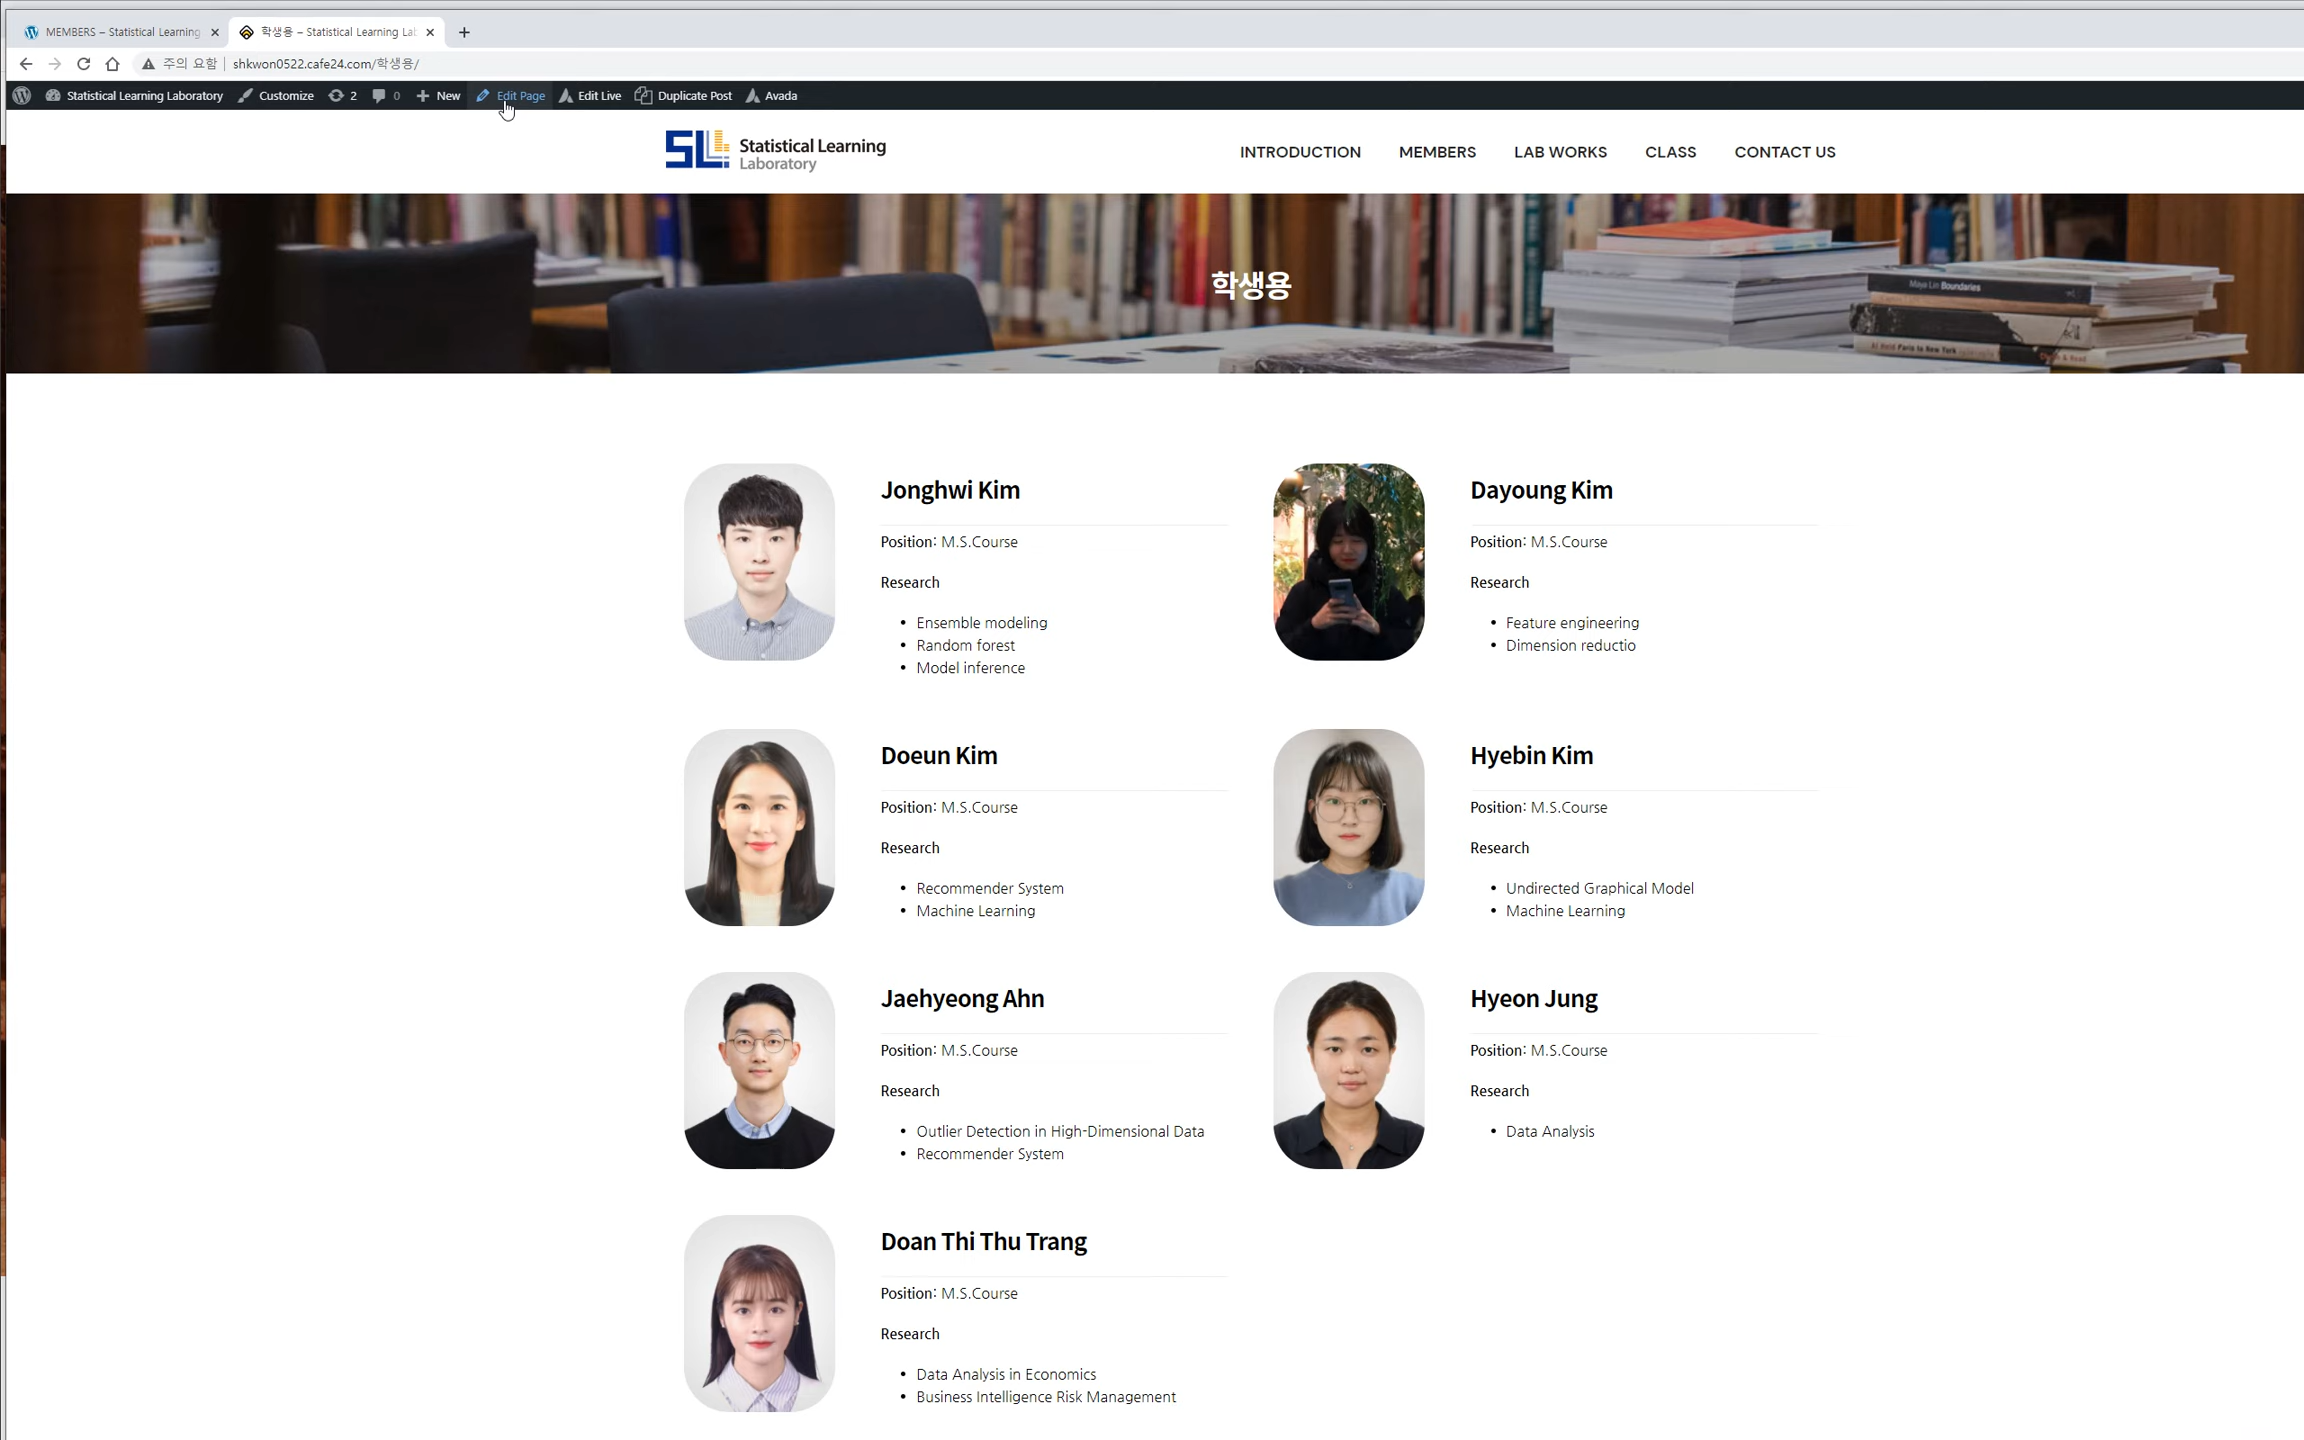 MEMBERS – Statistical Learning
학생용 – Statistical Learning La
주의 요함 | shkwon0522.cafe24.com/학생용/
Statistical Learning Laboratory Customize 2 0 New Edit Page Edit Live Duplicate Post Avada
SLL Statistical Learning
Laboratory
INTRODUCTION MEMBERS LAB WORKS CLASS CONTACT US
학생용
Maya Lin Boundaries
Jonghwi Kim
Position: M.S.Course
Research
• Ensemble modeling
• Random forest
• Model inference
Dayoung Kim
Position: M.S.Course
Research
• Feature engineering
• Dimension reductio
Doeun Kim
Position: M.S.Course
Research
• Recommender System
• Machine Learning
Hyebin Kim
Position: M.S.Course
Research
• Undirected Graphical Model
• Machine Learning
Jaehyeong Ahn
Position: M.S.Course
Research
• Outlier Detection in High-Dimensional Data
• Recommender System
Hyeon Jung
Position: M.S.Course
Research
• Data Analysis
Doan Thi Thu Trang
Position: M.S.Course
Research
• Data Analysis in Economics
• Business Intelligence Risk Management